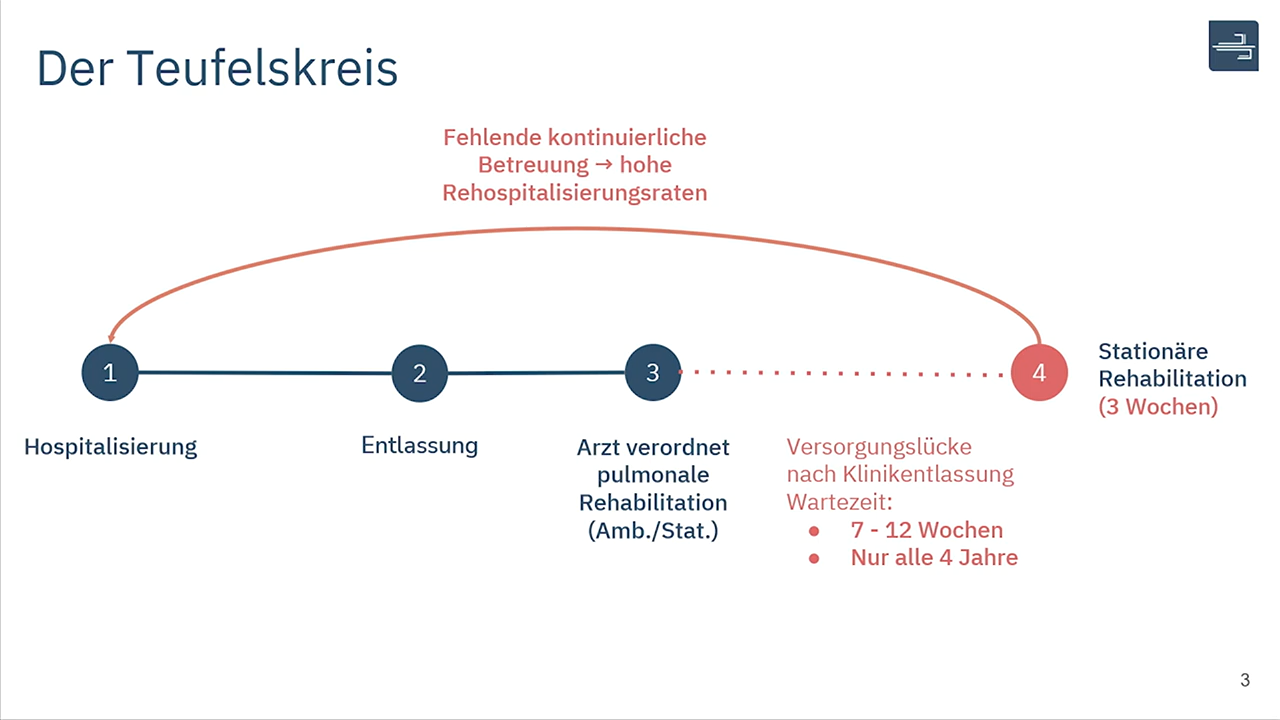 Der Teufelskreis
Fehlende kontinuierliche
Betreuung → hohe
Rehospitalisierungsraten
1
2
3
4
Stationäre
Rehabilitation
(3 Wochen)
Hospitalisierung
Entlassung
Arzt verordnet
pulmonale
Rehabilitation
(Amb./Stat.)
Versorgungslücke
nach Klinikentlassung
Wartezeit:
● 7 - 12 Wochen
● Nur alle 4 Jahre
3